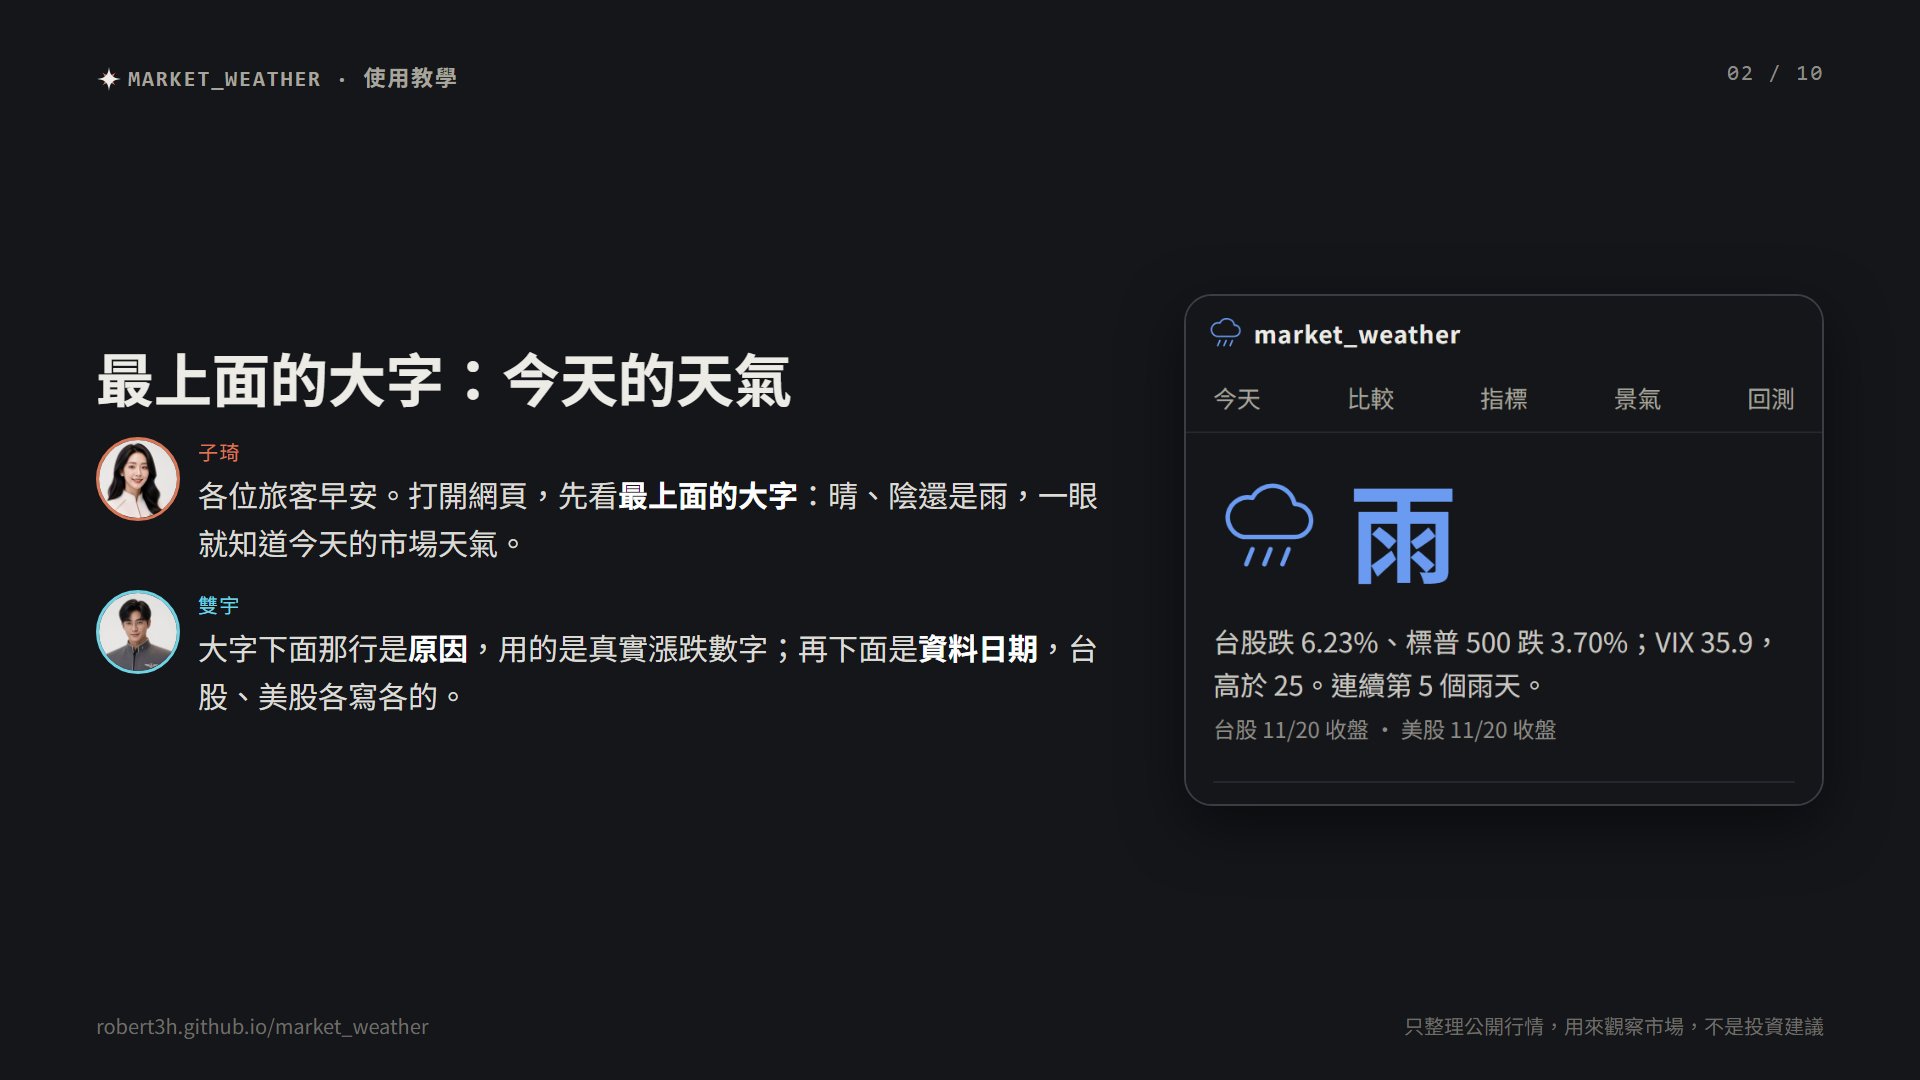 MARKET_WEATHER · 使用教學
02 / 10
最上面的大字：今天的天氣
子琦
各位旅客早安。打開網頁，先看最上面的大字：晴、陰還是雨，一眼
就知道今天的市場天氣。
雙宇
大字下面那行是原因，用的是真實漲跌數字；再下面是資料日期，台
股、美股各寫各的。
market_weather
今天 比較 指標 景氣 回測
雨
台股跌 6.23%、標普 500 跌 3.70%；VIX 35.9，
高於 25。連續第 5 個雨天。
台股 11/20 收盤 · 美股 11/20 收盤
robert3h.github.io/market_weather
只整理公開行情，用來觀察市場，不是投資建議